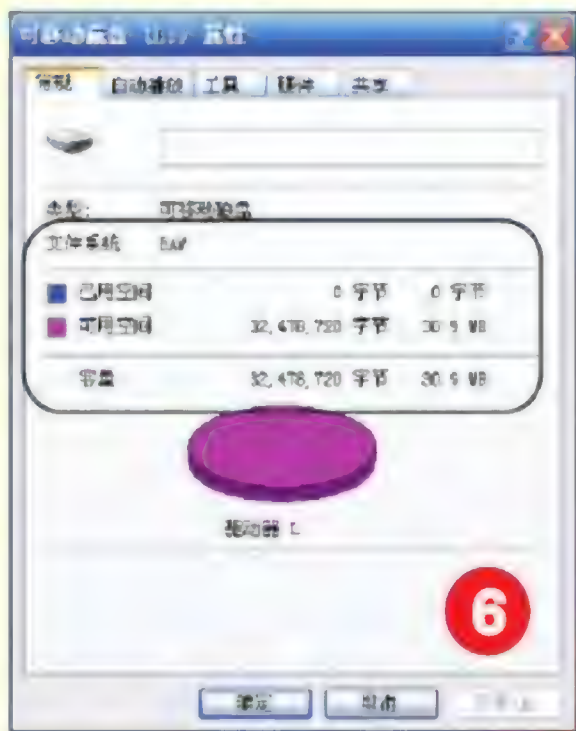 可移动磁盘 属性
常规 自动播放 工具 硬件 共享
类型: 可移动磁盘
文件系统 RAW
已用空间 0 字节 0 字节
可用空间 32,478,720 字节 30.9 MB
容量 32,478,720 字节 30.9 MB
驱动器 L
6
确定 取消